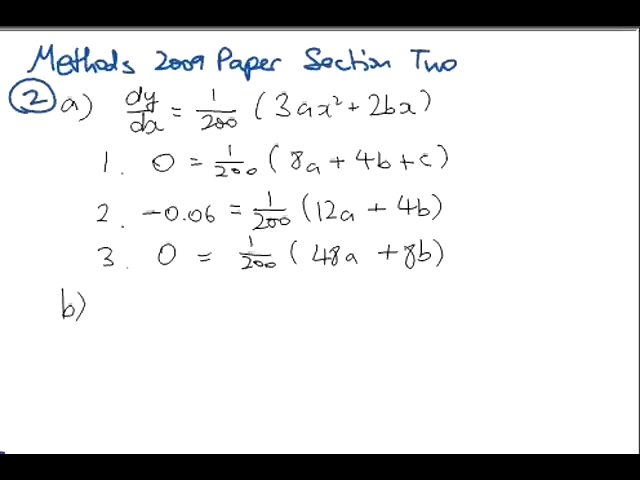 Methods 2009 Paper Section Two
② a) dy/dx = 1/200 (3ax² + 2bx)
1. 0 = 1/200 (8a + 4b + c)
2. -0.06 = 1/200 (12a + 4b)
3. 0 = 1/200 (48a + 8b)
b)